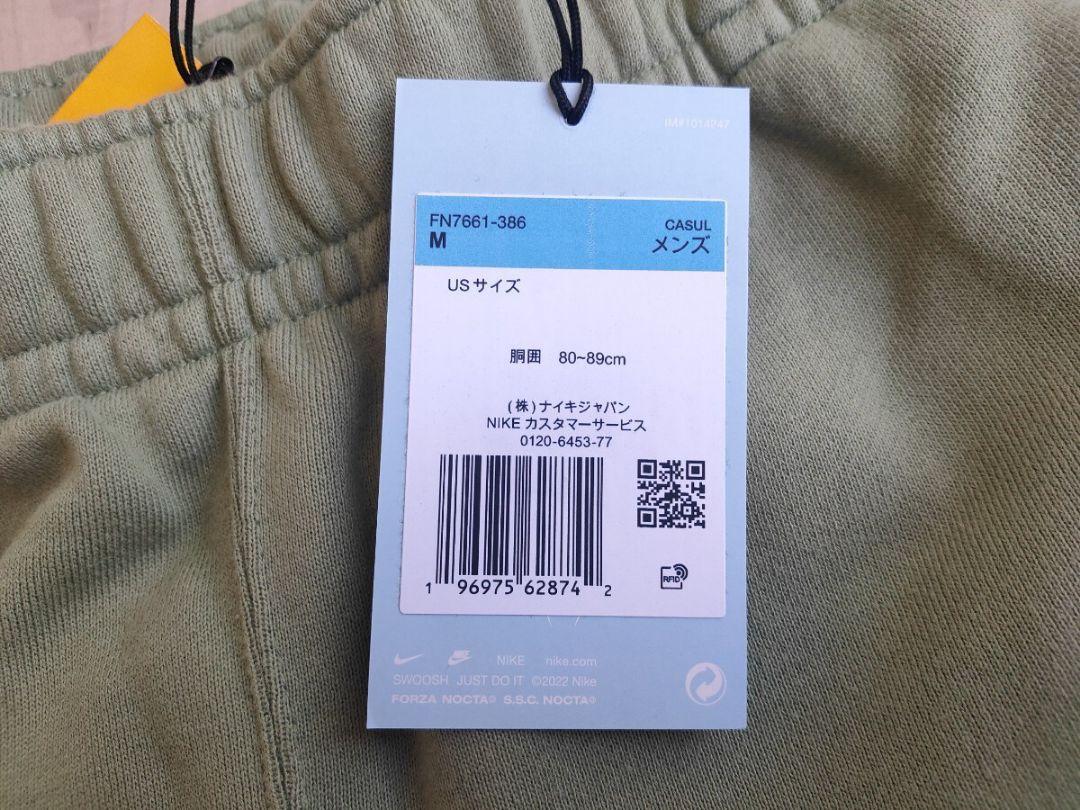 IM#1014247
FN7661-386
M
CASUL
メンズ
USサイズ
胴囲 80~89cm
(株)ナイキジャパン
NIKE カスタマーサービス
0120-6453-77
1 96975 62874 2
RFID
NIKE nike.com
SWOOSH JUST DO IT ©2022 Nike
FORZA NOCTA® S.S.C. NOCTA®